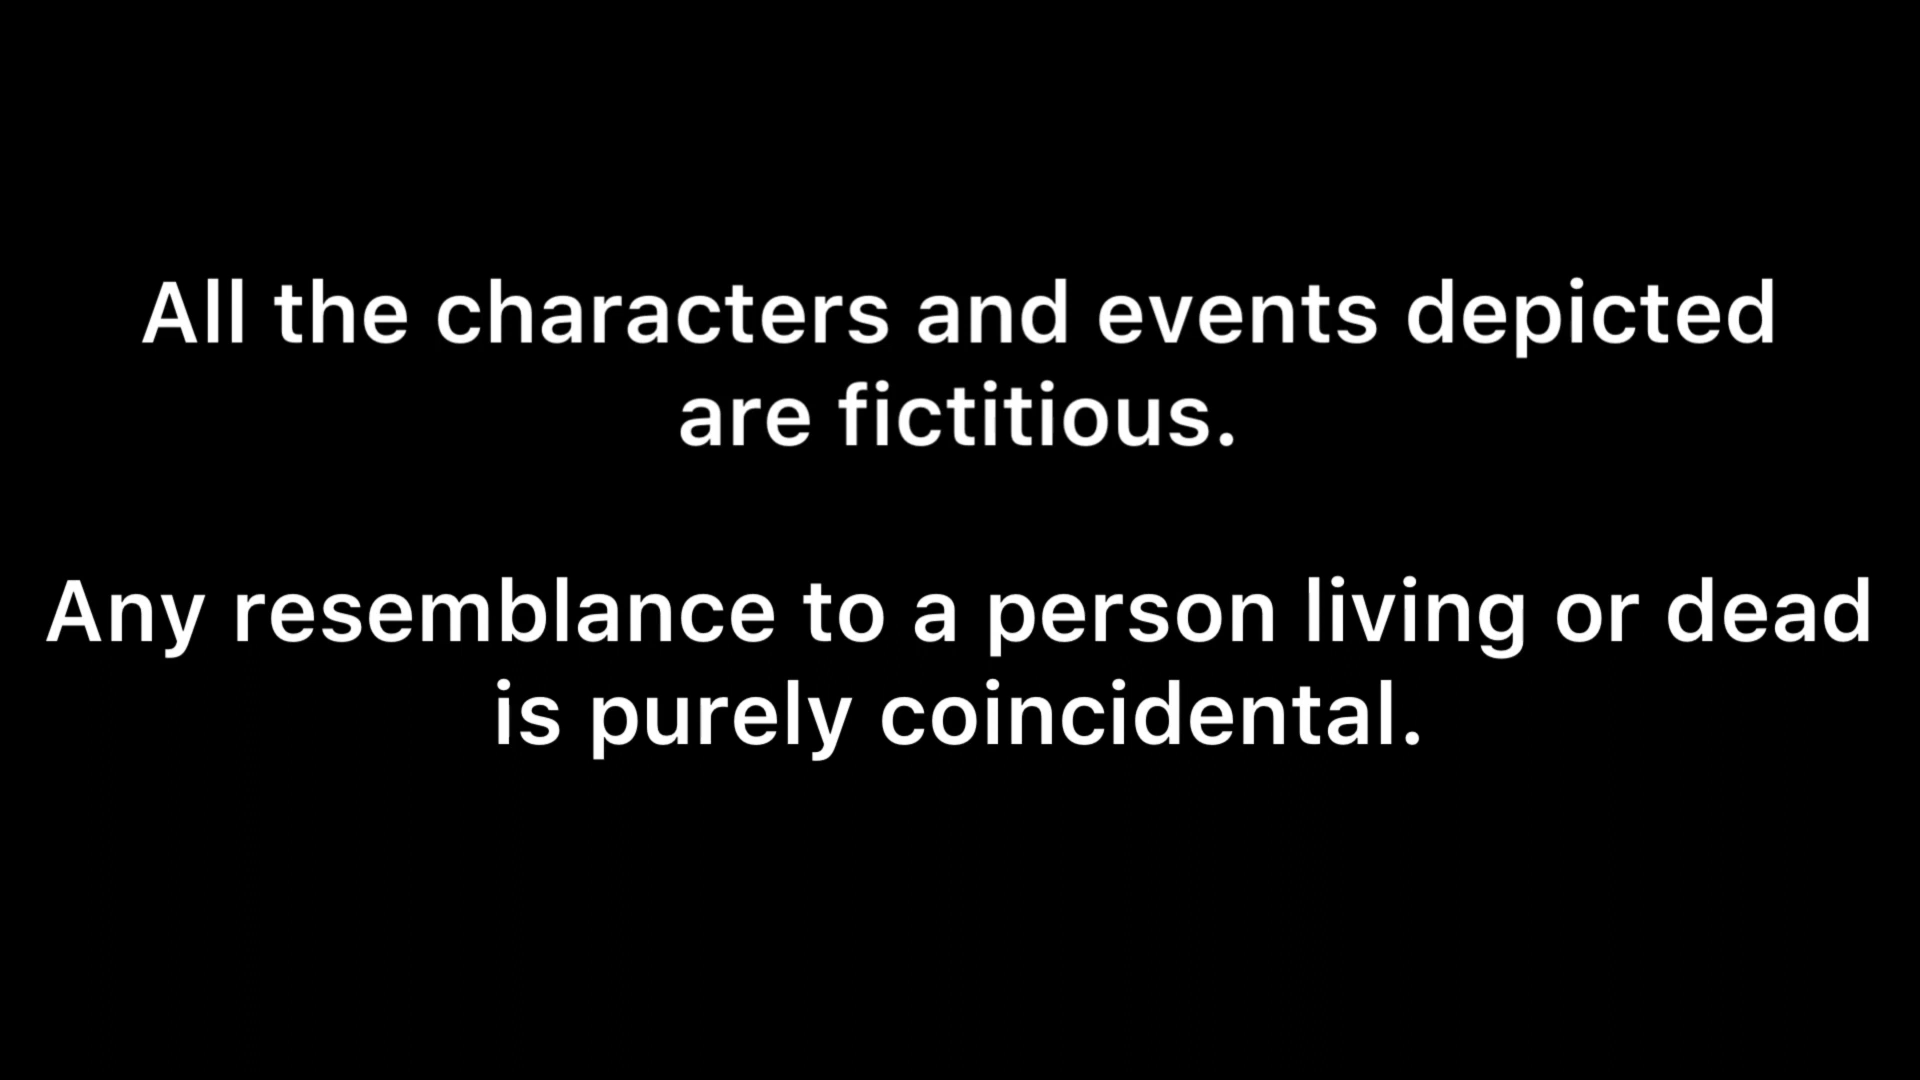 All the characters and events depicted
are fictitious.
Any resemblance to a person living or dead
is purely coincidental.